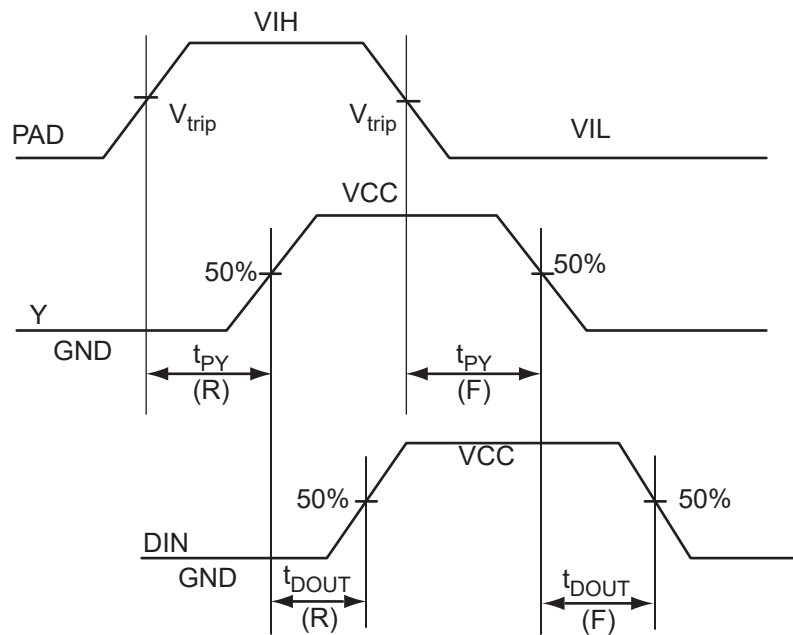 VIH
PAD
Vtrip
Vtrip
VIL
VCC
50%
50%
Y
GND
tPY
(R)
tPY
(F)
VCC
50%
50%
DIN
GND
tDOUT
(R)
tDOUT
(F)